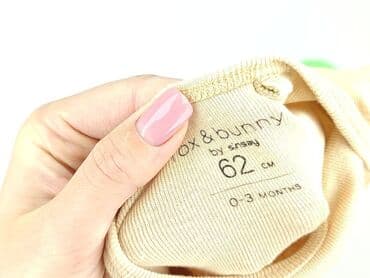 ox & bunny
by sinsay
62 CM
0-3 MONTHS